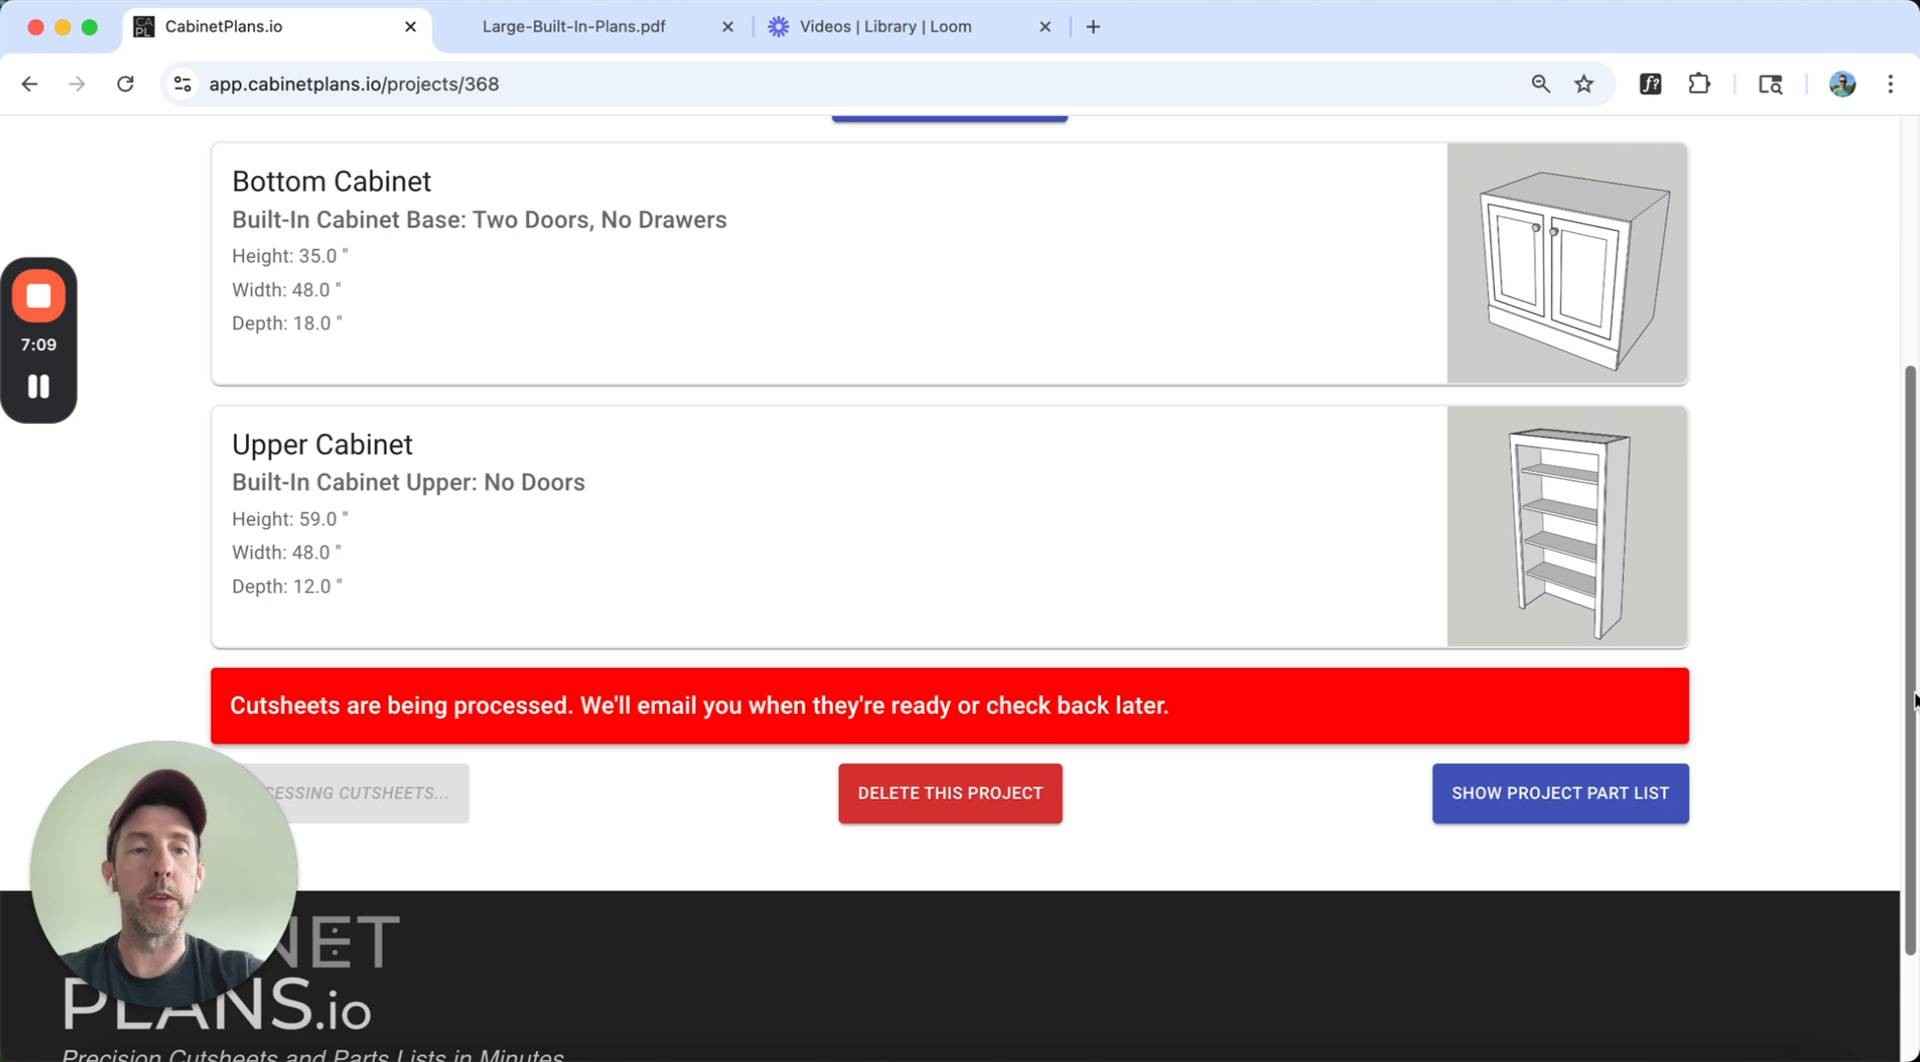 CabinetPlans.io
Large-Built-In-Plans.pdf
Videos | Library | Loom
app.cabinetplans.io/projects/368
Bottom Cabinet
Built-In Cabinet Base: Two Doors, No Drawers
Height: 35.0 "
Width: 48.0 "
Depth: 18.0 "
7:09
Upper Cabinet
Built-In Cabinet Upper: No Doors
Height: 59.0 "
Width: 48.0 "
Depth: 12.0 "
Cutsheets are being processed. We'll email you when they're ready or check back later.
CESSING CUTSHEETS...
DELETE THIS PROJECT
SHOW PROJECT PART LIST
NET
PLANS.io
Precision Cutsheets and Parts Lists in Minutes